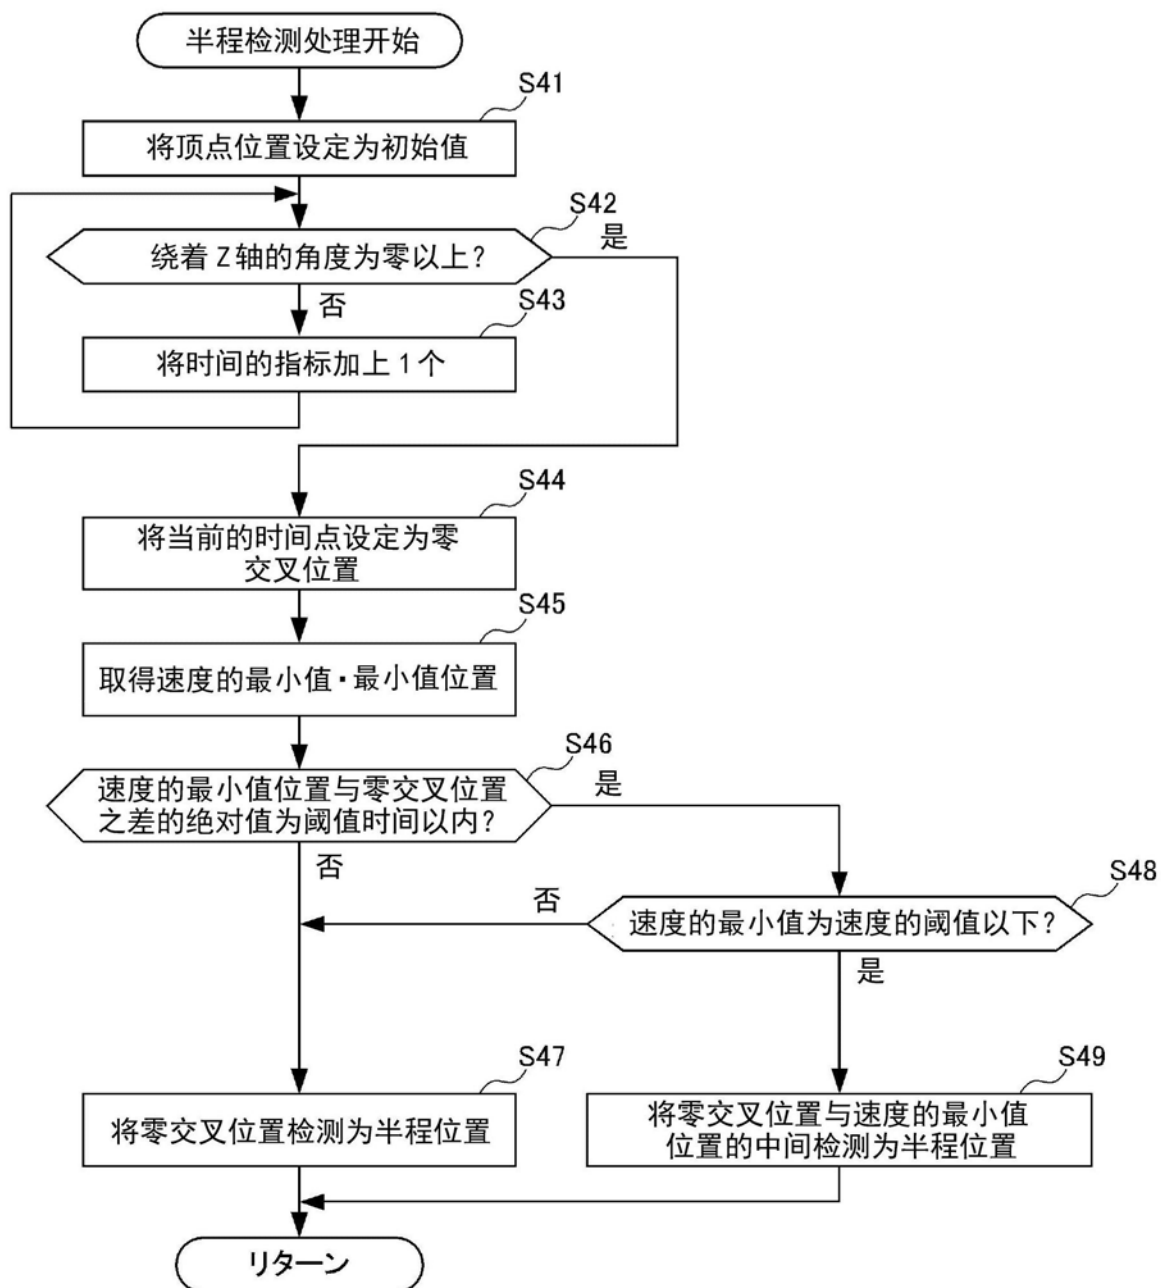 半程检测处理开始
S41
将顶点位置设定为初始值
S42
绕着 Z 轴的角度为零以上?
是
否
S43
将时间的指标加上 1 个
S44
将当前的时间点设定为零
交叉位置
S45
取得速度的最小值·最小值位置
S46
速度的最小值位置与零交叉位置
之差的绝对值为阈值时间以内?
是
否
S48
否
速度的最小值为速度的阈值以下?
是
S47
将零交叉位置检测为半程位置
S49
将零交叉位置与速度的最小值
位置的中间检测为半程位置
リターン